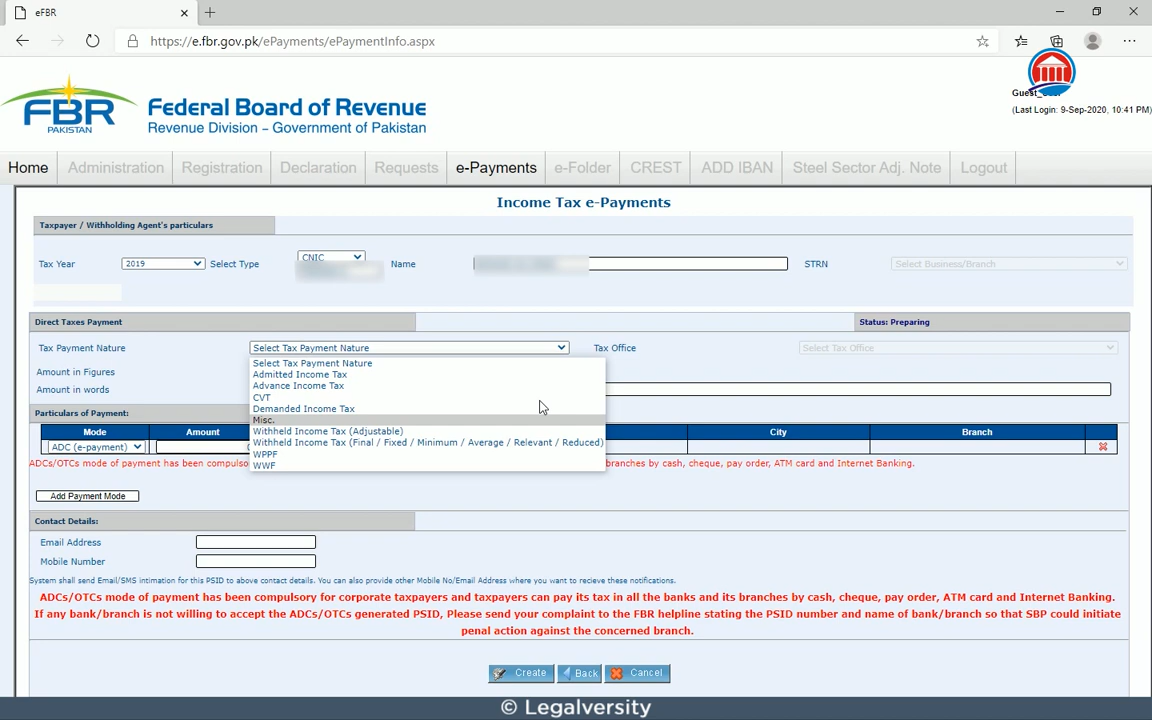 eFBR
https://e.fbr.gov.pk/ePayments/ePaymentInfo.aspx
FBR
PAKISTAN
Federal Board of Revenue
Revenue Division – Government of Pakistan
(Last Login: 9-Sep-2020, 10:41 PM)
Home Administration Registration Declaration Requests e-Payments e-Folder CREST ADD IBAN Steel Sector Adj. Note Logout
Income Tax e-Payments
Taxpayer / Withholding Agent's particulars
Tax Year 2019 Select Type CNIC Name STRN Select Business/Branch
Direct Taxes Payment Status: Preparing
Tax Payment Nature Select Tax Payment Nature Tax Office Select Tax Office
Select Tax Payment Nature
Amount in Figures
Admitted Income Tax
Advance Income Tax
Amount in words
CVT
Demanded Income Tax
Particulars of Payment:
Misc.
Mode Amount City Branch
Withheld Income Tax (Adjustable)
Withheld Income Tax (Final / Fixed / Minimum / Average / Relevant / Reduced)
ADC (e-payment)
WPPF
ADCs/OTCs mode of payment has been compulso ranches by cash, cheque, pay order, ATM card and Internet Banking.
WWF
Add Payment Mode
Contact Details:
Email Address
Mobile Number
System shall send Email/SMS intimation for this PSID to above contact details. You can also provide other Mobile No/Email Address where you want to recieve these notifications.
ADCs/OTCs mode of payment has been compulsory for corporate taxpayers and taxpayers can pay its tax in all the banks and its branches by cash, cheque, pay order, ATM card and Internet Banking.
If any bank/branch is not willing to accept the ADCs/OTCs generated PSID, Please send your complaint to the FBR helpline stating the PSID number and name of bank/branch so that SBP could initiate
penal action against the concerned branch.
Create Back Cancel
© Legalversity